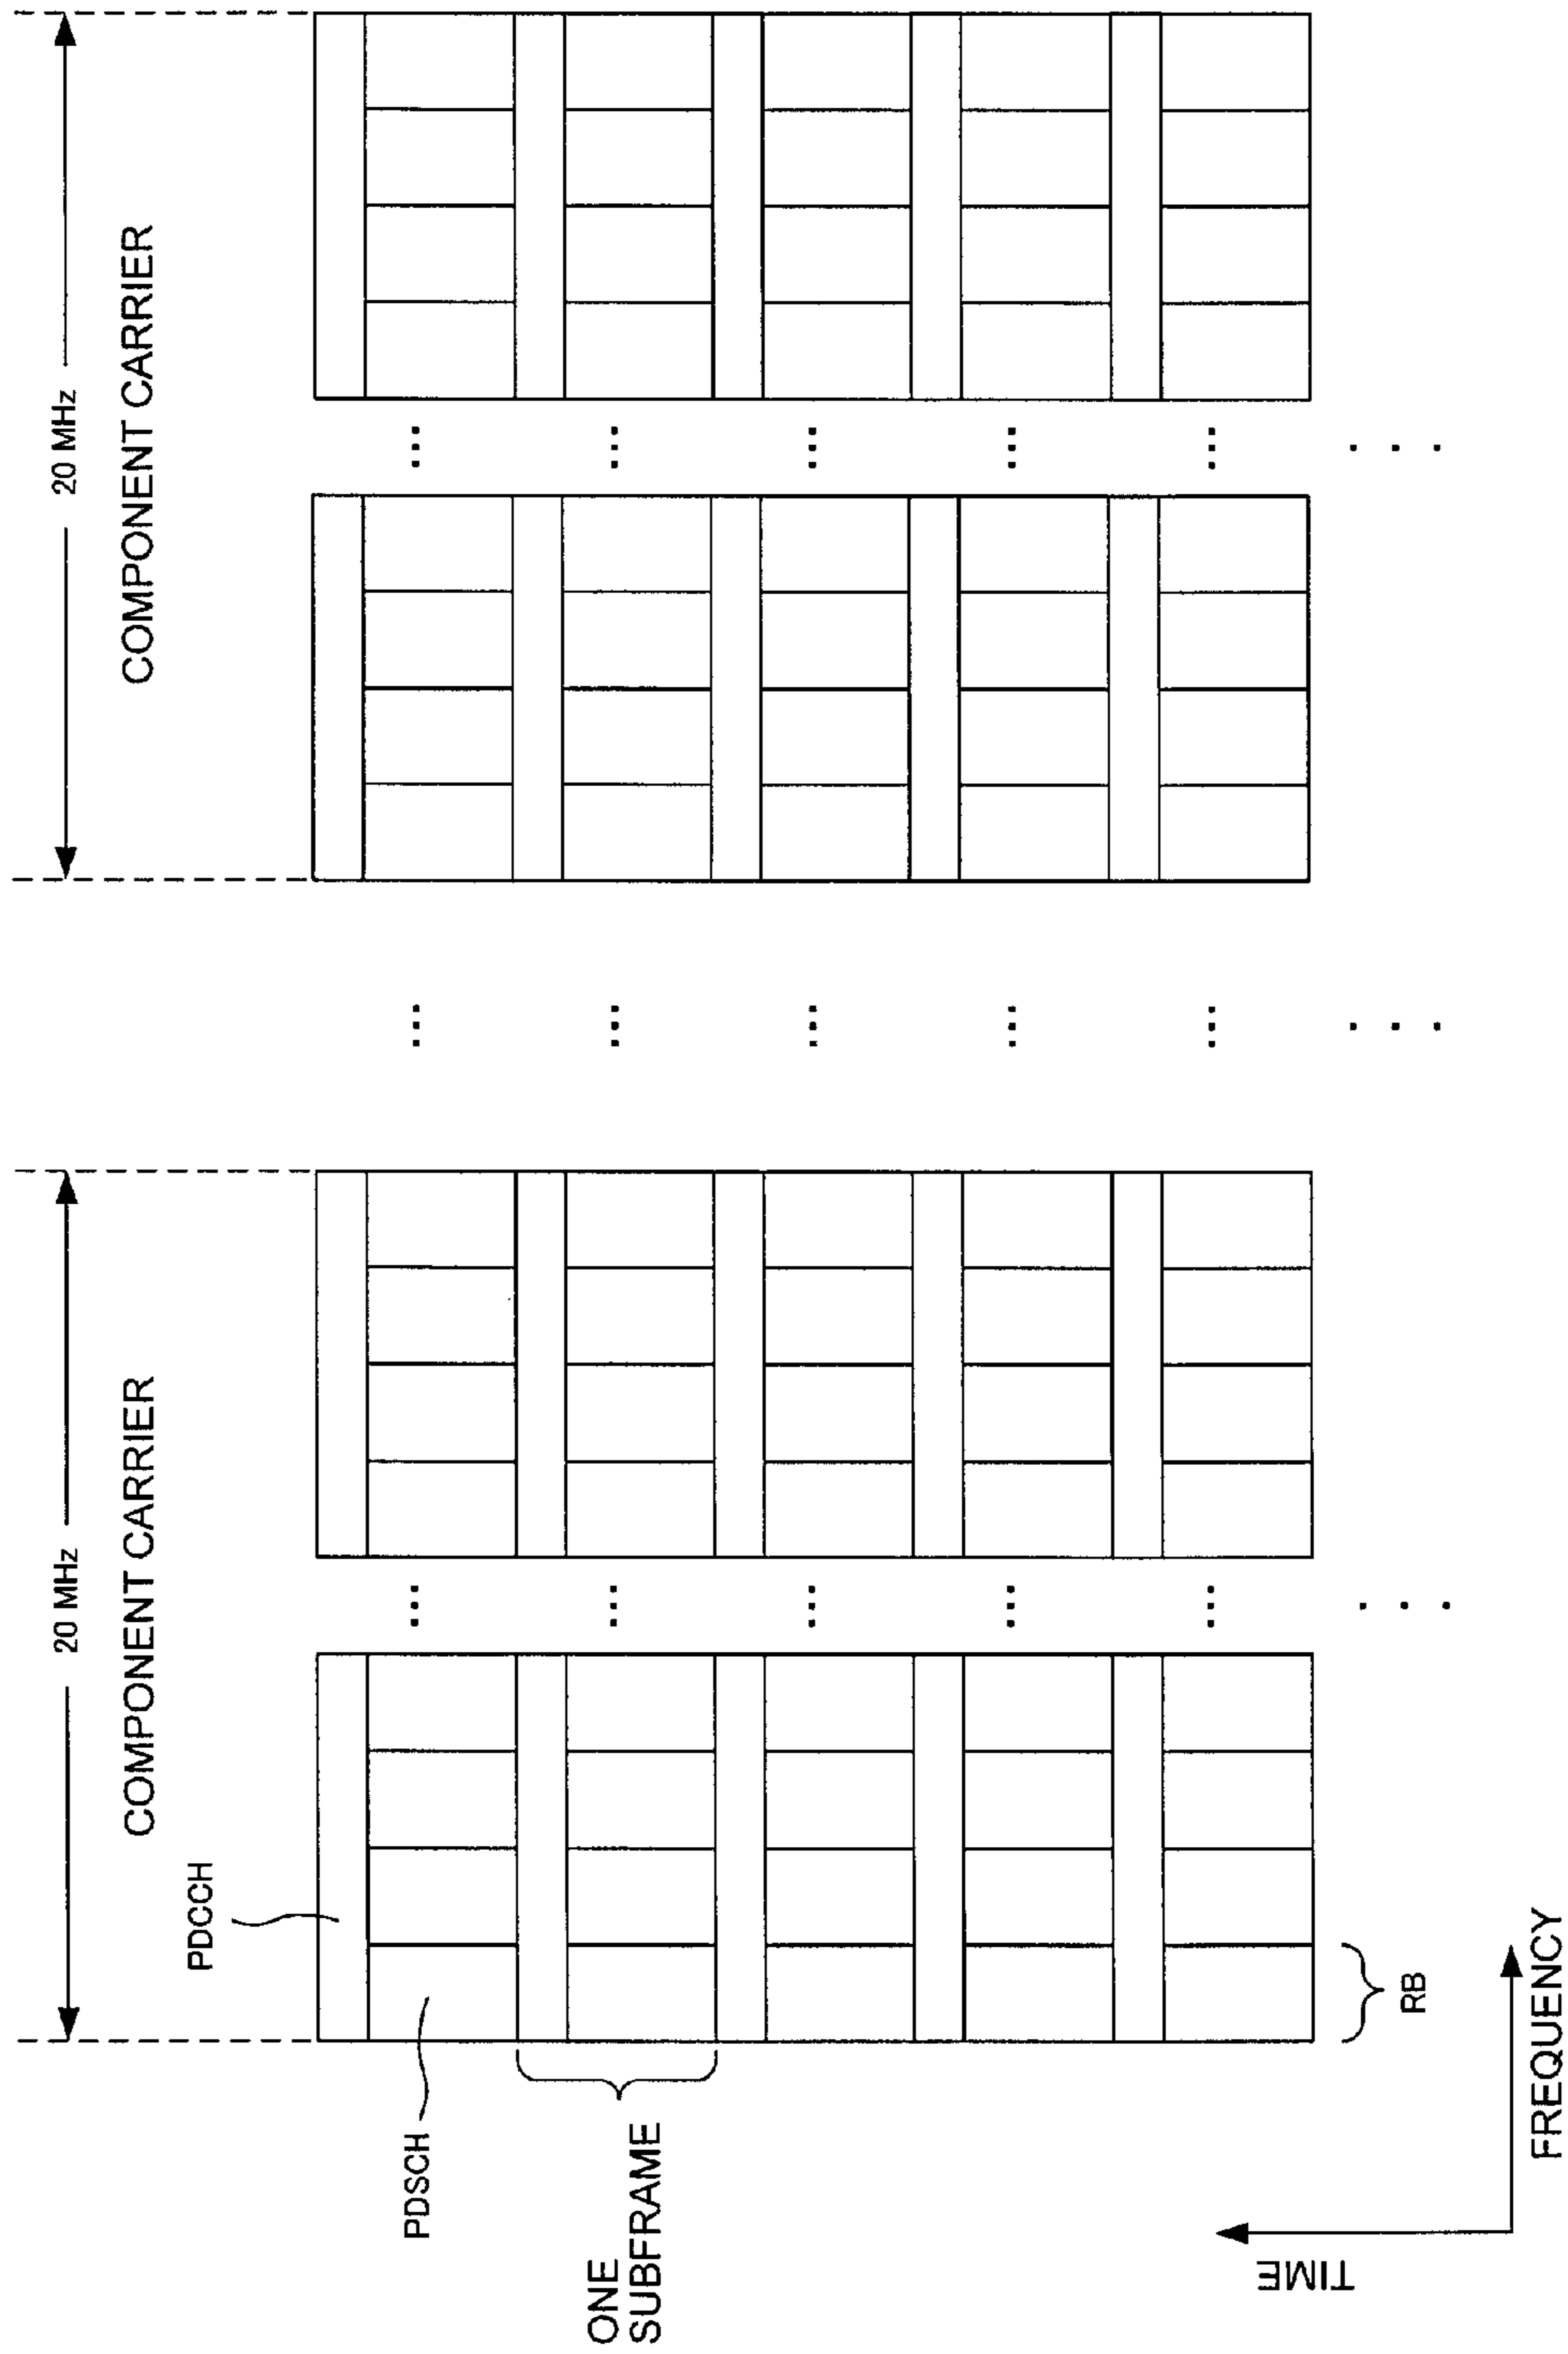 20 MHz
COMPONENT CARRIER
20 MHz
COMPONENT CARRIER
PDCCH
PDSCH
ONE
SUBFRAME
RB
TIME
FREQUENCY